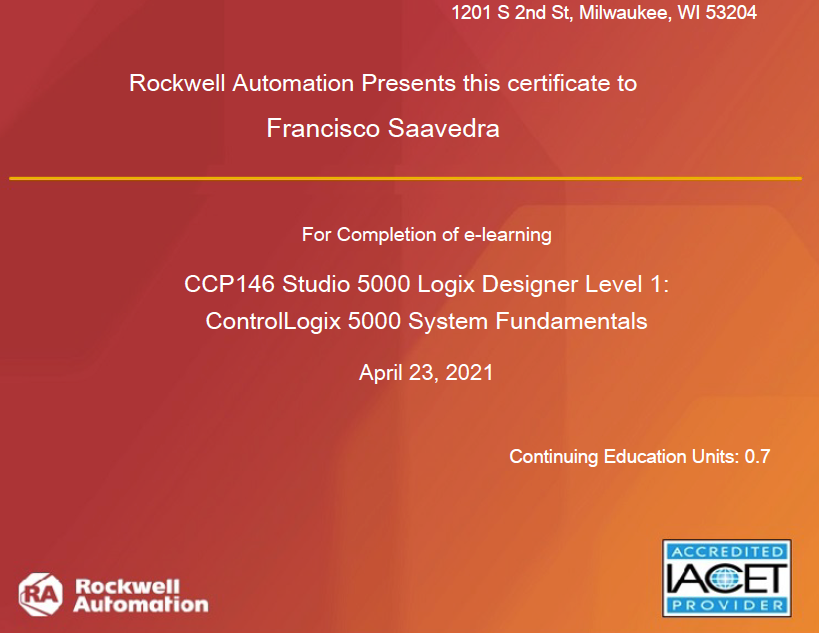 1201 S 2nd St, Milwaukee, WI 53204
Rockwell Automation Presents this certificate to
Francisco Saavedra
For Completion of e-learning
CCP146 Studio 5000 Logix Designer Level 1:
ControlLogix 5000 System Fundamentals
April 23, 2021
Continuing Education Units: 0.7
ACCREDITED
IACET
PROVIDER
RA
Rockwell
Automation